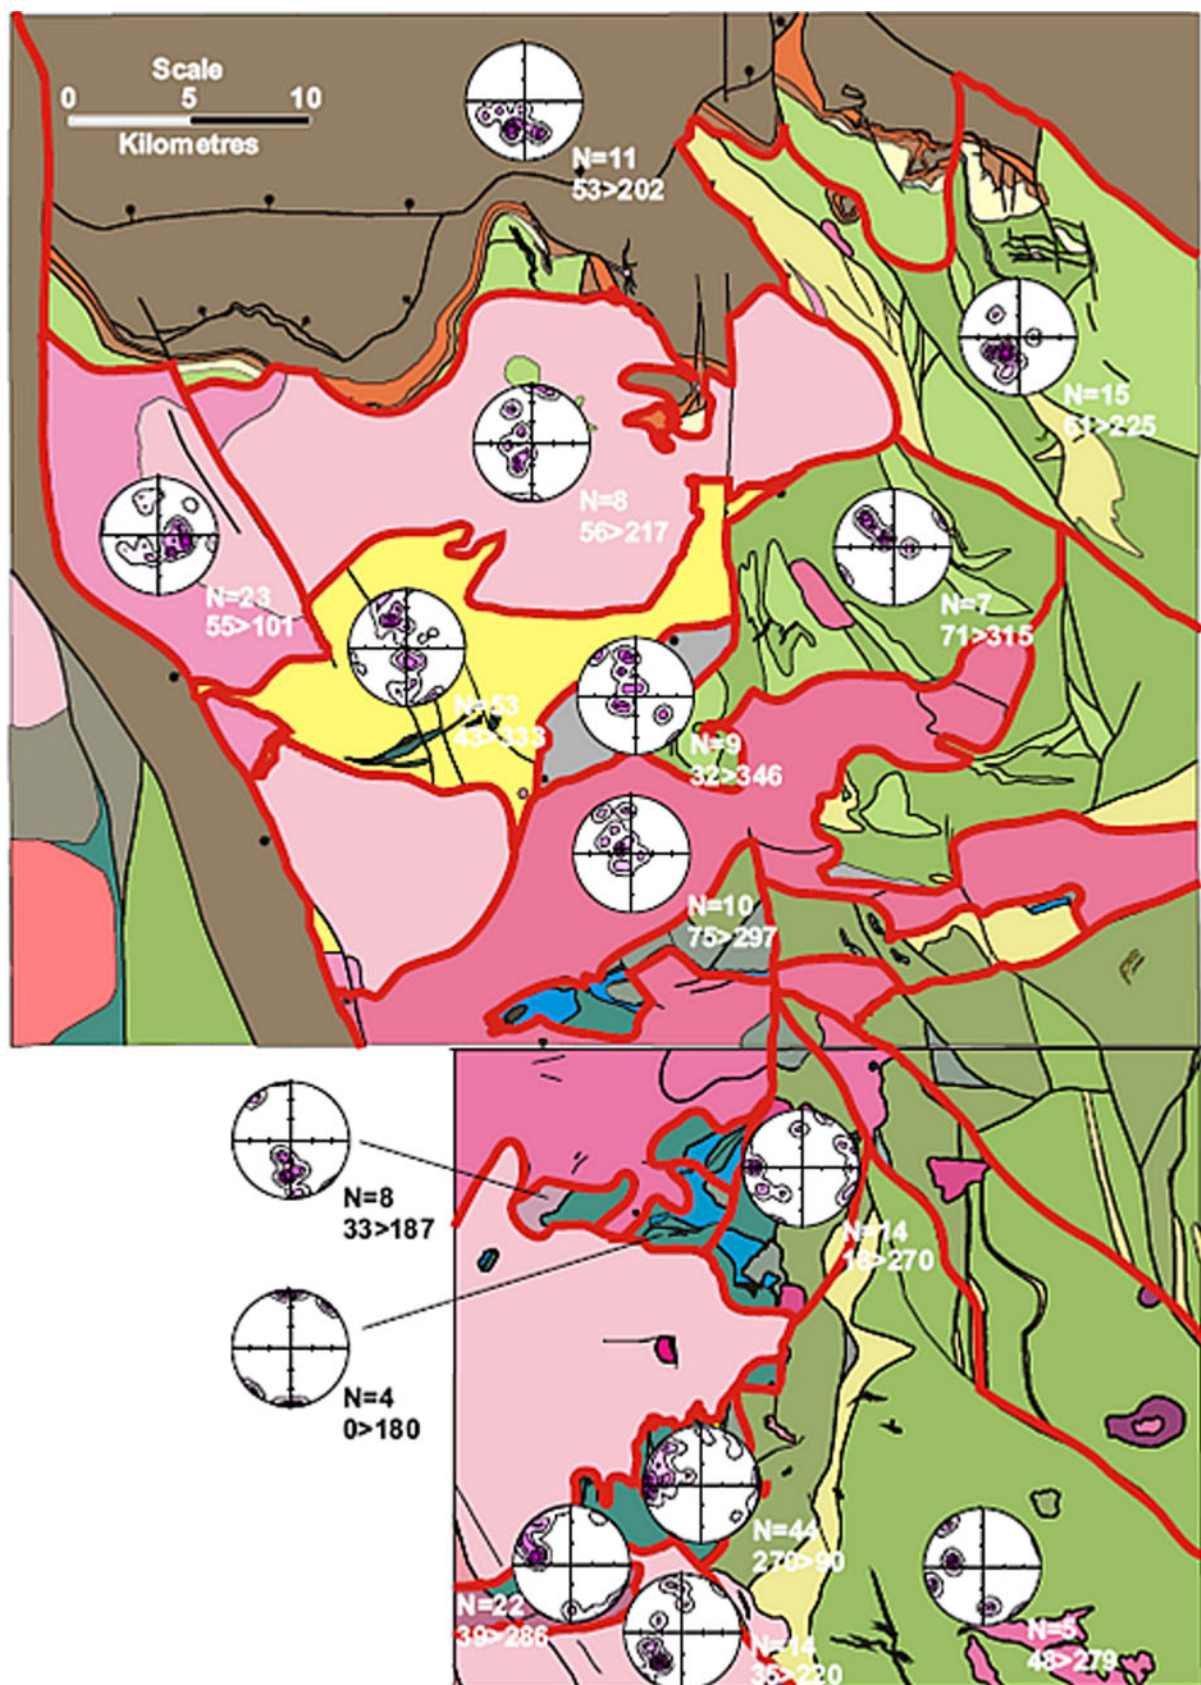 Scale
0 5 10
Kilometres
N=11
53>202
N=15
61>225
N=8
56>217
N=23
55>101
N=7
71>315
N=53
43>333
N=9
32>346
N=10
75>297
N=8
33>187
N=14
16>270
N=4
0>180
N=44
270>90
N=22
39>286
N=14
35>220
N=5
48>279